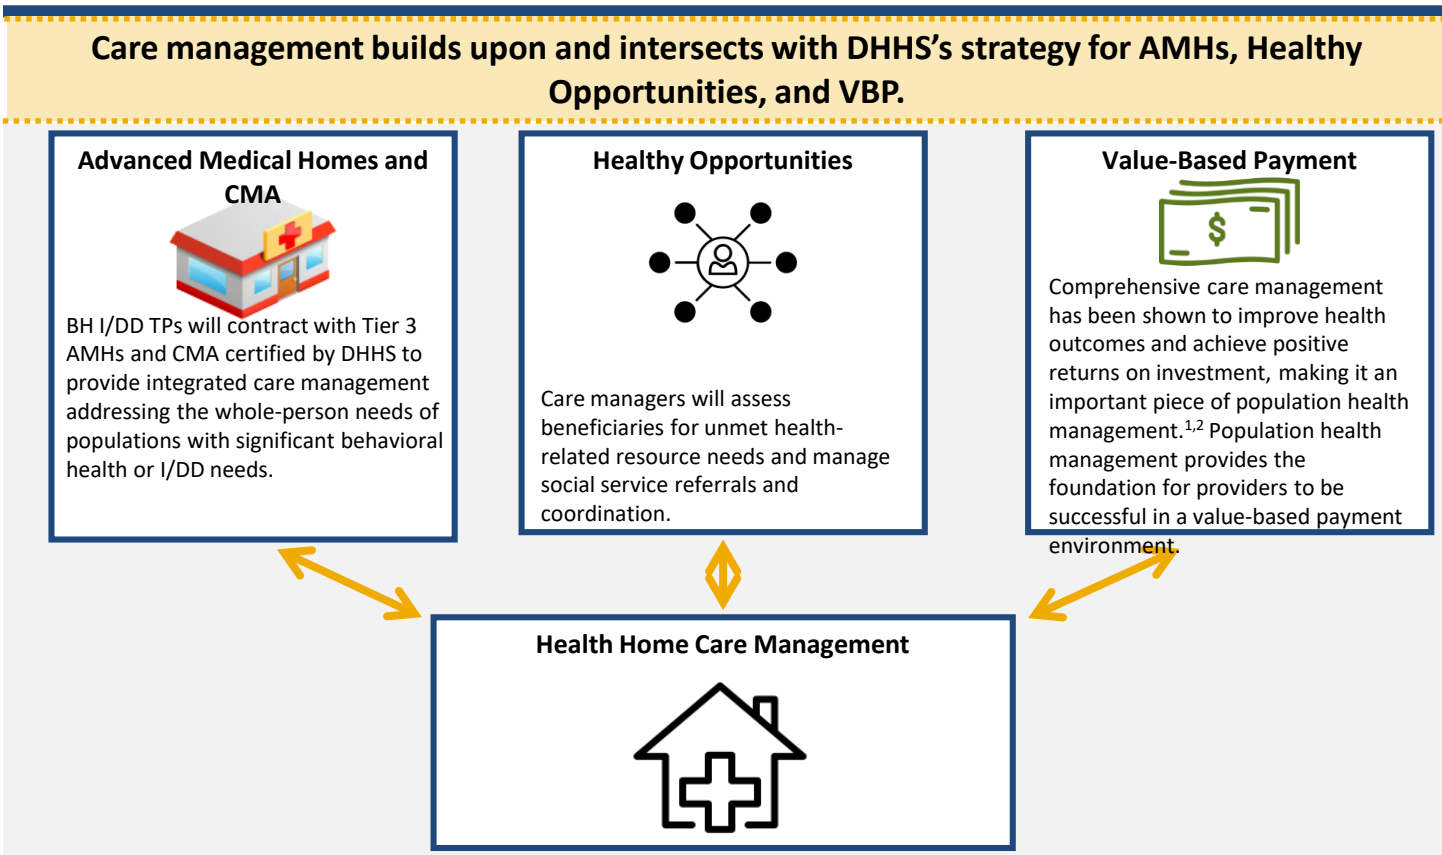 Care management builds upon and intersects with DHHS's strategy for AMHs, Healthy
Opportunities, and VBP.
Advanced Medical Homes and
CMA
BH I/DD TPs will contract with Tier 3
AMHs and CMA certified by DHHS to
provide integrated care management
addressing the whole-person needs of
populations with significant behavioral
health or I/DD needs.
Healthy Opportunities
Care managers will assess
beneficiaries for unmet health-
related resource needs and manage
social service referrals and
coordination.
Value-Based Payment
$
Comprehensive care management
has been shown to improve health
outcomes and achieve positive
returns on investment, making it an
important piece of population health
management.1,2 Population health
management provides the
foundation for providers to be
successful in a value-based payment
environment.
Health Home Care Management